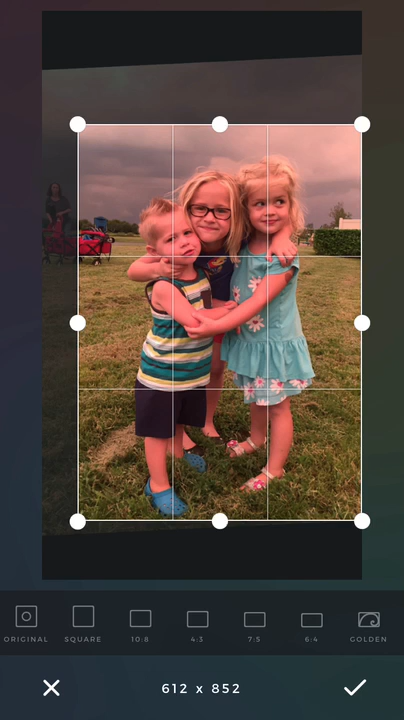 ORIGINAL
SQUARE
10:8
4:3
7:5
6:4
GOLDEN
612 x 852